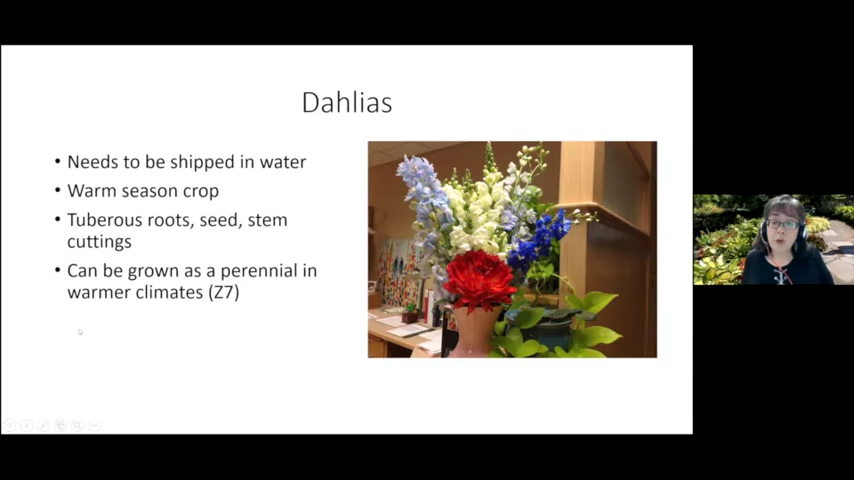 Dahlias
• Needs to be shipped in water
• Warm season crop
• Tuberous roots, seed, stem
cuttings
• Can be grown as a perennial in
warmer climates (Z7)